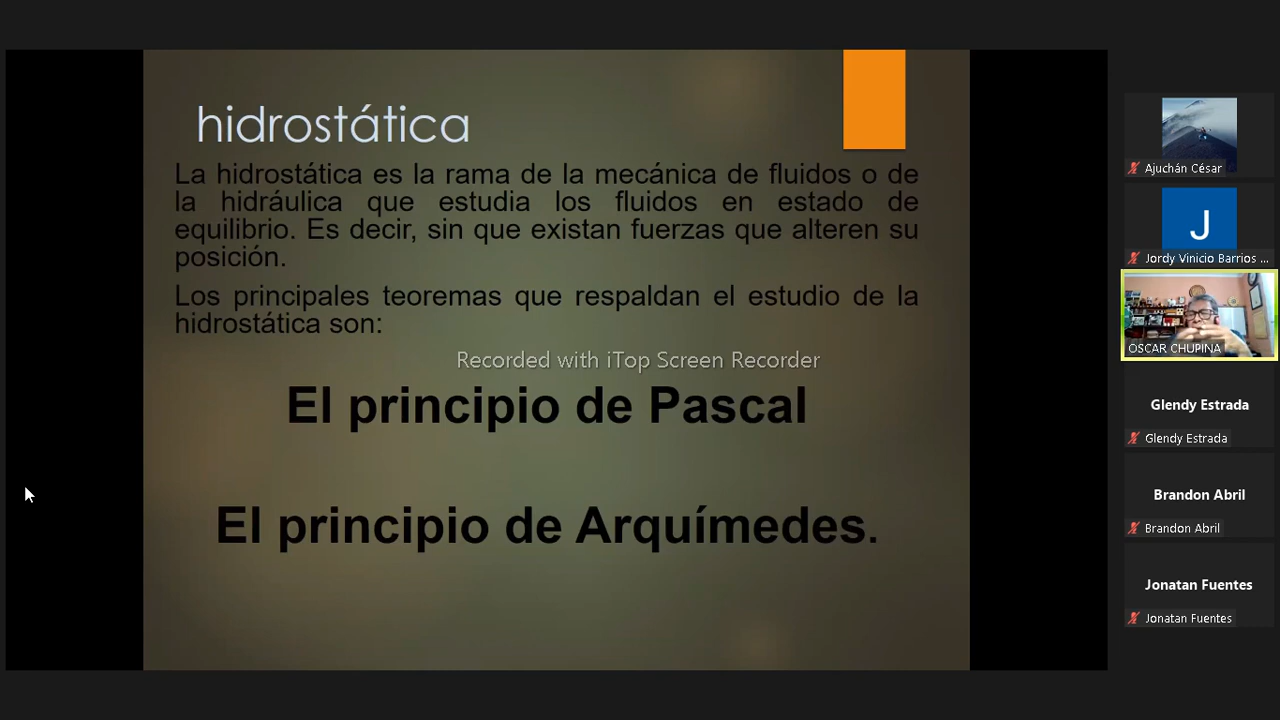 hidrostática
La hidrostática es la rama de la mecánica de fluidos o de
la hidráulica que estudia los fluidos en estado de
equilibrio. Es decir, sin que existan fuerzas que alteren su
posición.
Los principales teoremas que respaldan el estudio de la
hidrostática son:
Recorded with iTop Screen Recorder
El principio de Pascal
El principio de Arquímedes.
Ajuchán César
J
Jordy Vinicio Barrios ...
OSCAR CHUPINA
Glendy Estrada
Glendy Estrada
Brandon Abril
Brandon Abril
Jonatan Fuentes
Jonatan Fuentes